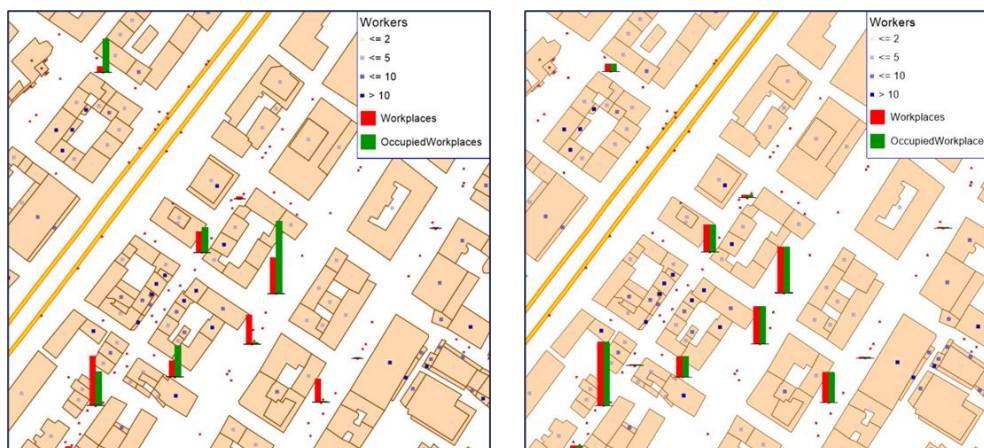 Workers
<= 2
<= 5
<= 10
> 10
Workplaces
OccupiedWorkplaces
Workers
<= 2
<= 5
<= 10
> 10
Workplaces
OccupiedWorkplace